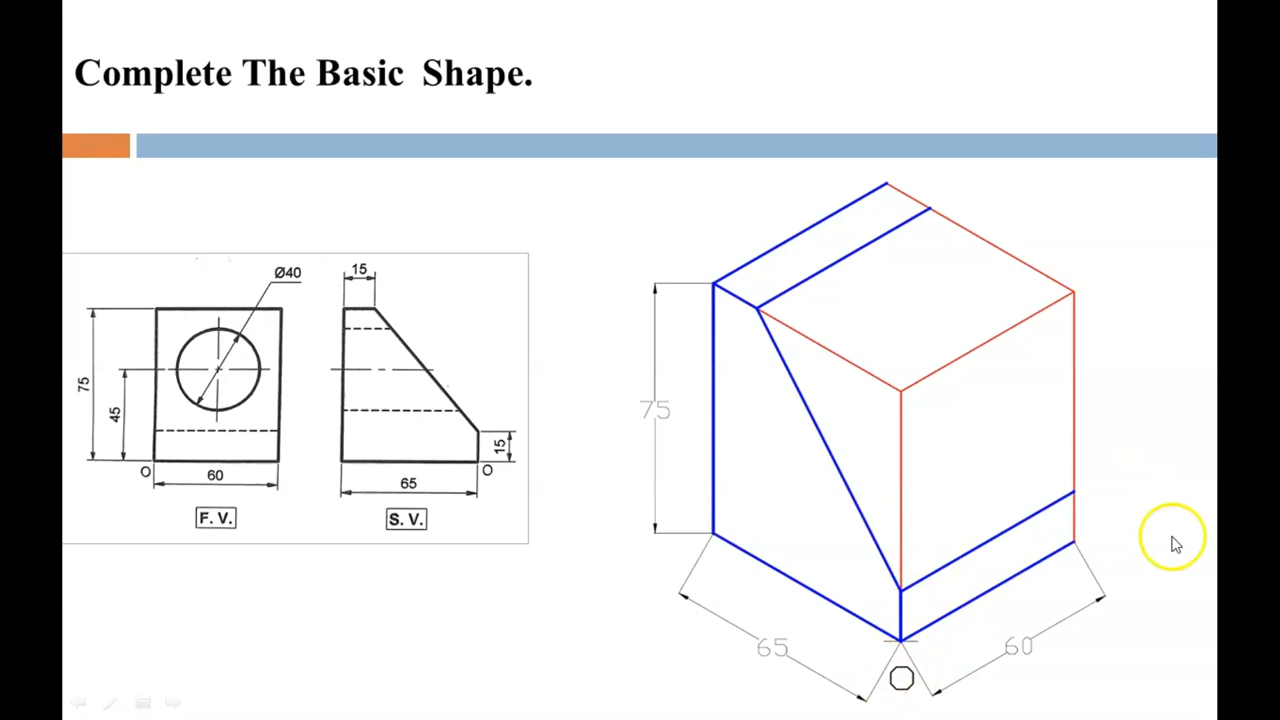 Complete The Basic Shape.
15
Ø40
75
45
O
60
15
O
65
F. V.
S. V.
75
65
60
O